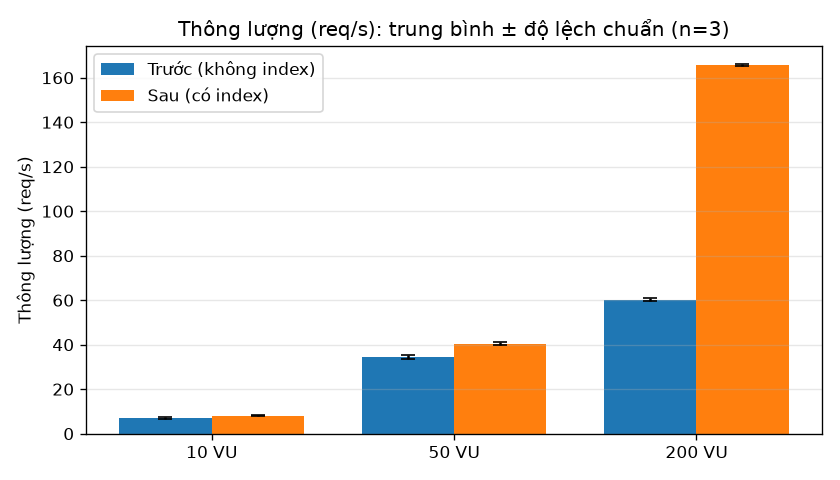 Thông lượng (req/s): trung bình ± độ lệch chuẩn (n=3)
Trước (không index)
Sau (có index)
Thông lượng (req/s)
160
140
120
100
80
60
40
20
0
10 VU
50 VU
200 VU